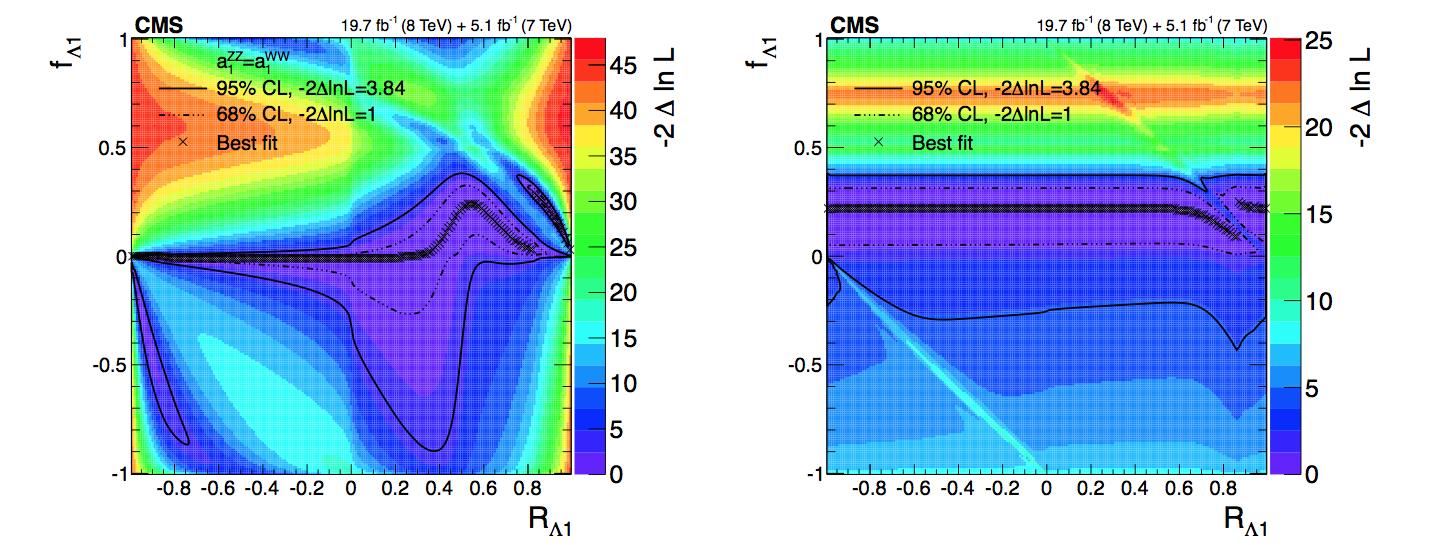 CMS 19.7 fb⁻¹ (8 TeV) + 5.1 fb⁻¹ (7 TeV)
f_Λ1
a₁^ZZ=a₁^WW
95% CL, -2ΔlnL=3.84
68% CL, -2ΔlnL=1
Best fit
1
0.5
0
-0.5
-1
-0.8 -0.6 -0.4 -0.2 0 0.2 0.4 0.6 0.8
R_Λ1
45
40
35
30
25
20
15
10
5
0
-2 Δ ln L
CMS 19.7 fb⁻¹ (8 TeV) + 5.1 fb⁻¹ (7 TeV)
f_Λ1
95% CL, -2ΔlnL=3.84
68% CL, -2ΔlnL=1
Best fit
1
0.5
0
-0.5
-1
-0.8 -0.6 -0.4 -0.2 0 0.2 0.4 0.6 0.8
R_Λ1
25
20
15
10
5
0
-2 Δ ln L